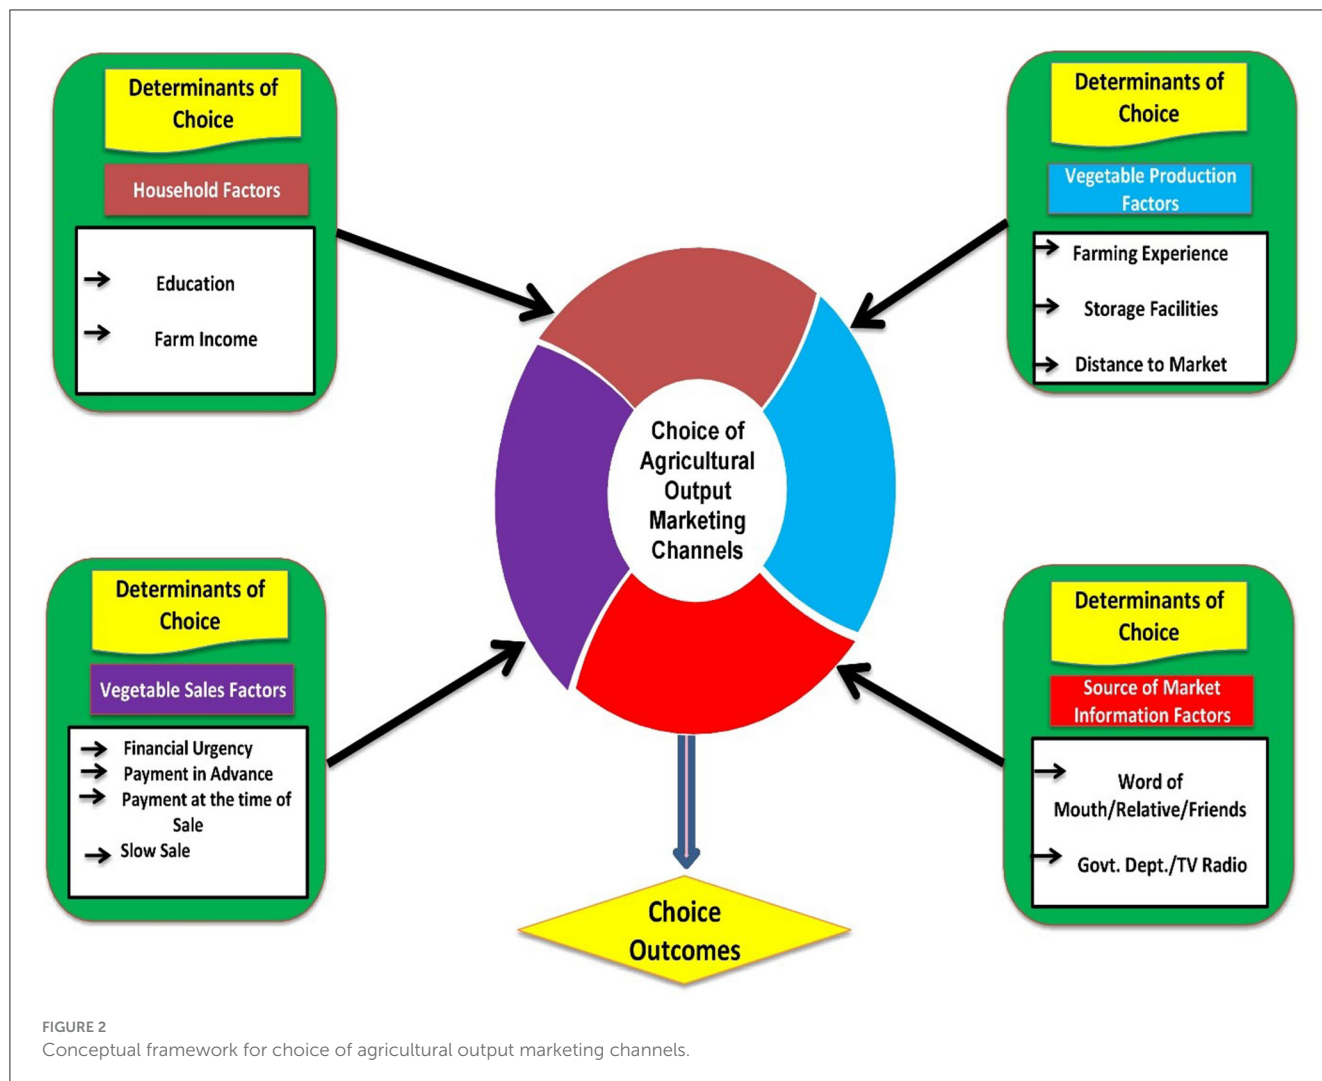 Determinants of
Choice
Household Factors
Education
Farm Income
Determinants of
Choice
Vegetable Production
Factors
Farming Experience
Storage Facilities
Distance to Market
Choice of
Agricultural
Output
Marketing
Channels
Determinants of
Choice
Vegetable Sales Factors
Financial Urgency
Payment in Advance
Payment at the time of
Sale
Slow Sale
Determinants of
Choice
Source of Market
Information Factors
Word of
Mouth/Relative/Friends
Govt. Dept./TV Radio
Choice
Outcomes
FIGURE 2
Conceptual framework for choice of agricultural output marketing channels.